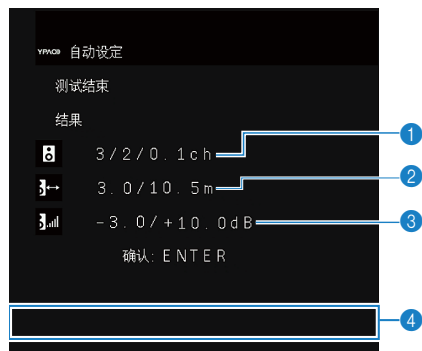 YPAO 自动设定
测试结束
结果
3/2/0.1ch
3.0/10.5m
-3.0/+10.0dB
确认: ENTER
1
2
3
4